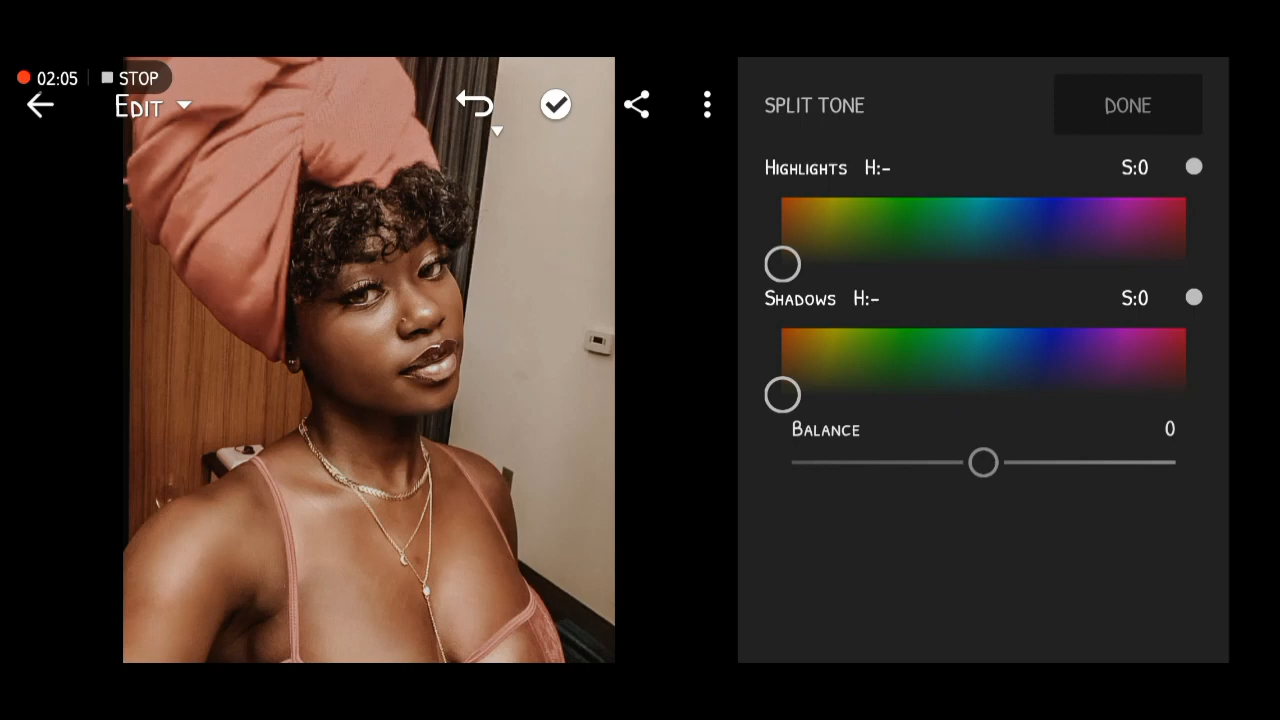 02:05 STOP
EDIT
SPLIT TONE DONE
HIGHLIGHTS H:– S:0
SHADOWS H:– S:0
BALANCE 0